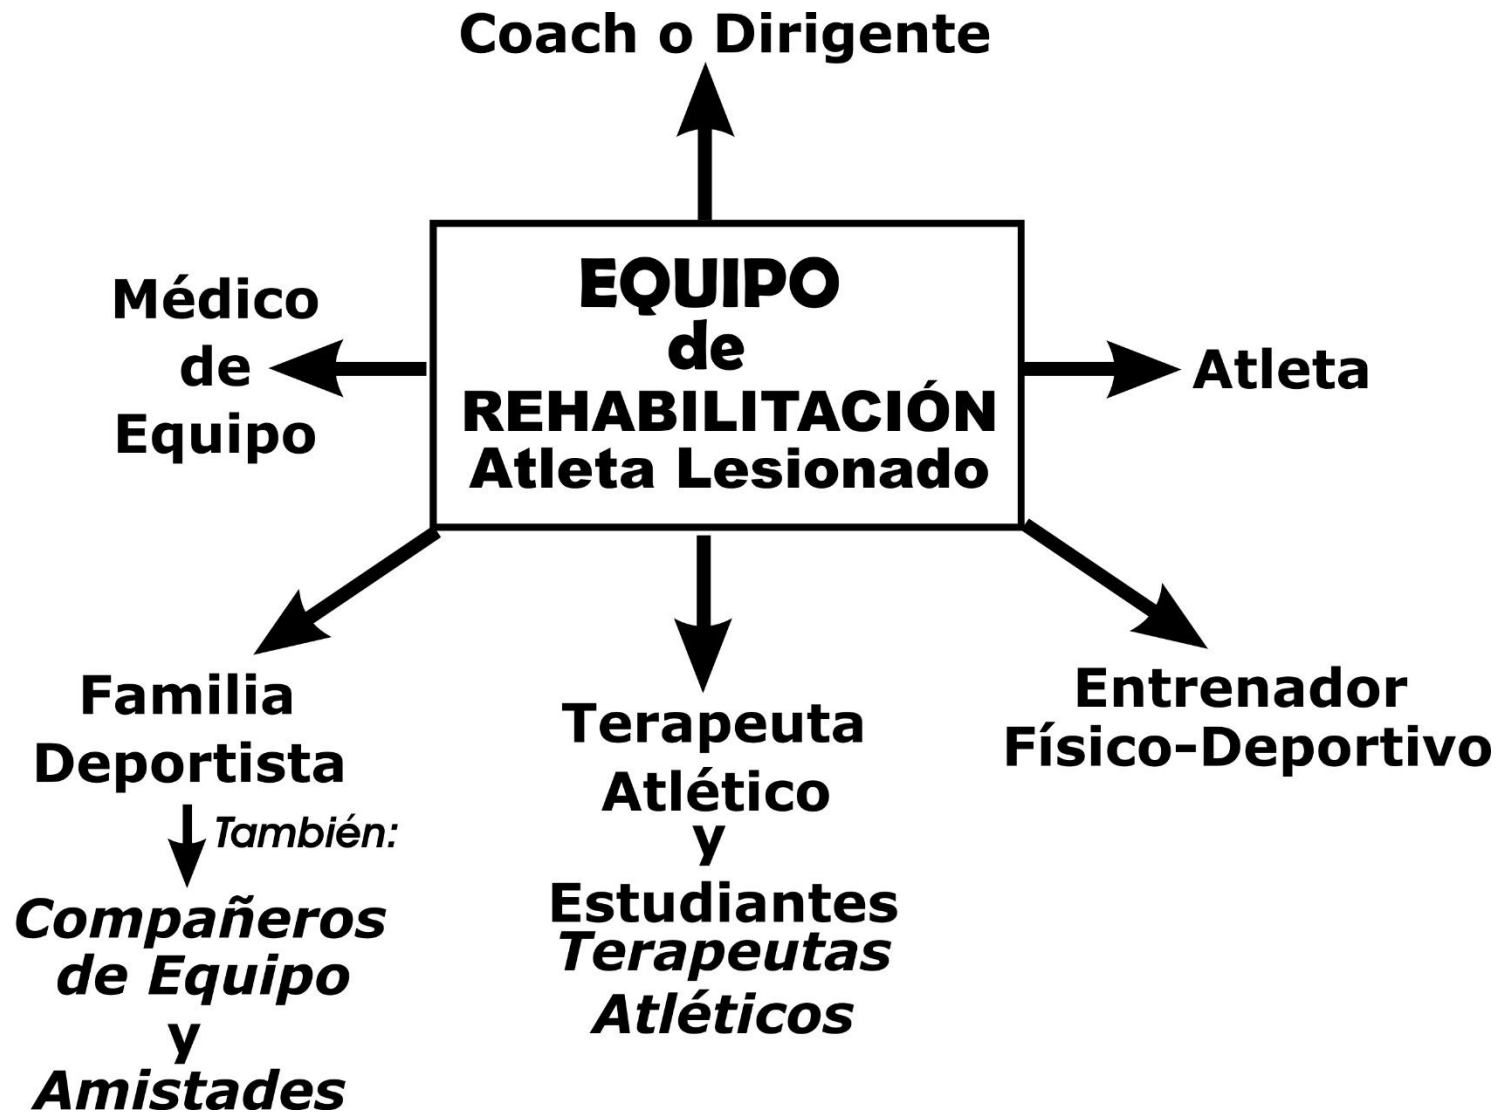 Coach o Dirigente
EQUIPO
de
REHABILITACIÓN
Atleta Lesionado
Médico
de
Equipo
Atleta
Familia
Deportista
También:
Compañeros
de Equipo
y
Amistades
Terapeuta
Atlético
y
Estudiantes
Terapeutas
Atléticos
Entrenador
Físico-Deportivo